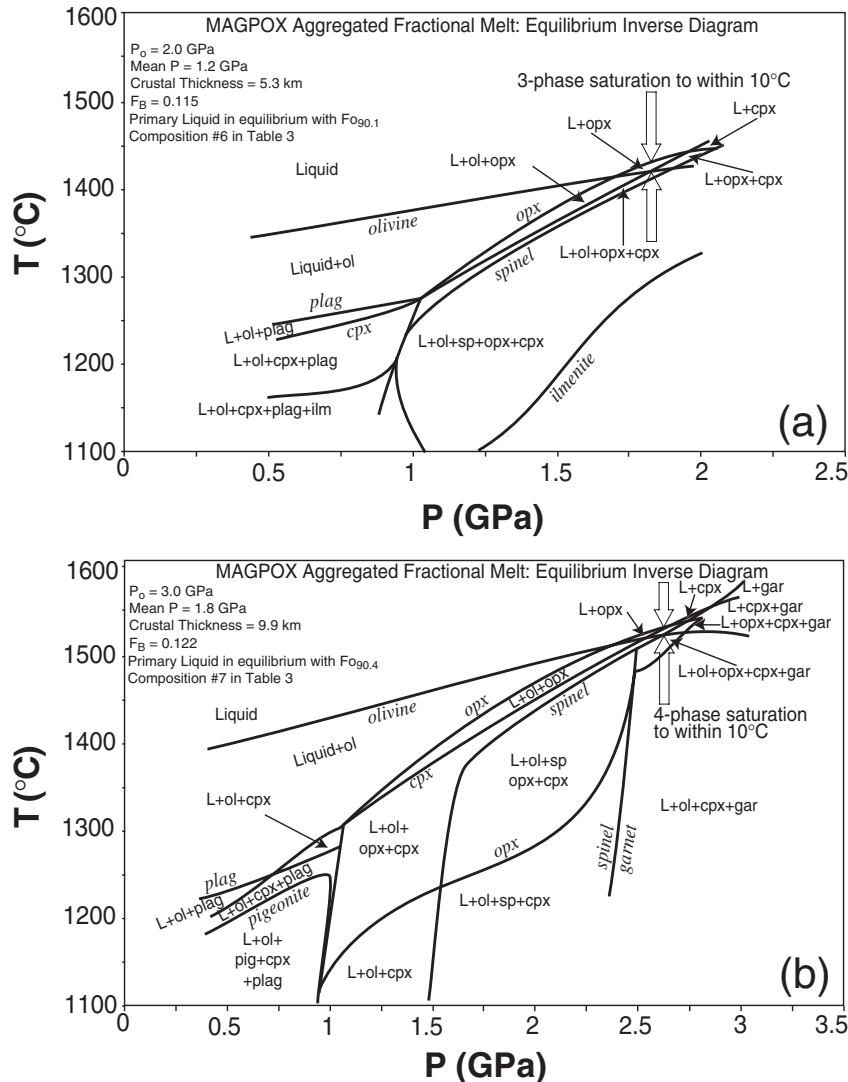 MAGPOX Aggregated Fractional Melt: Equilibrium Inverse Diagram
Pₒ = 2.0 GPa
Mean P = 1.2 GPa
Crustal Thickness = 5.3 km
F_B = 0.115
Primary Liquid in equilibrium with Fo₉₀.₁
Composition #6 in Table 3
3-phase saturation to within 10°C
L+cpx
L+opx
L+ol+opx
L+opx+cpx
Liquid
opx
olivine
L+ol+opx+cpx
Liquid+ol
spinel
plag
L+ol+plag
cpx
L+ol+cpx+plag
L+ol+sp+opx+cpx
ilmenite
L+ol+cpx+plag+ilm
(a)
T (°C)
1600
1500
1400
1300
1200
1100
0
0.5
1
1.5
2
2.5
P (GPa)
MAGPOX Aggregated Fractional Melt: Equilibrium Inverse Diagram
Pₒ = 3.0 GPa
Mean P = 1.8 GPa
Crustal Thickness = 9.9 km
F_B = 0.122
Primary Liquid in equilibrium with Fo₉₀.₄
Composition #7 in Table 3
L+gar
L+cpx
L+opx
L+cpx+gar
L+opx+cpx+gar
L+ol+opx+cpx+gar
Liquid
olivine
opx
L+ol+opx
spinel
4-phase saturation
to within 10°C
Liquid+ol
cpx
L+ol+sp
opx+cpx
L+ol+cpx
L+ol+cpx+gar
L+ol+
opx+cpx
opx
spinel
garnet
plag
L+ol+plag
L+ol+cpx+plag
pigeonite
L+ol+sp+cpx
L+ol+
pig+cpx
+plag
L+ol+cpx
(b)
T (°C)
1600
1500
1400
1300
1200
1100
0
0.5
1
1.5
2
2.5
3
3.5
P (GPa)